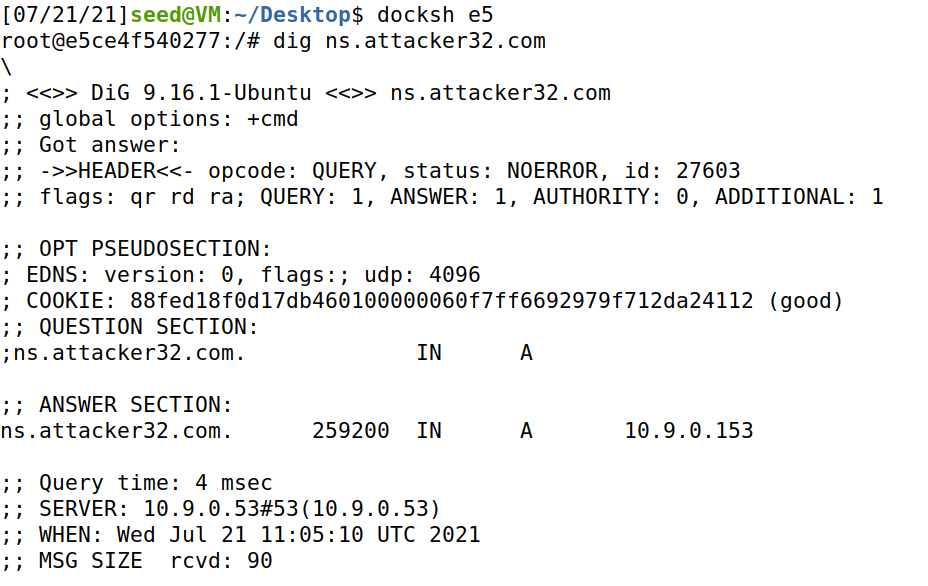 [07/21/21]seed@VM:~/Desktop$ docksh e5
root@e5ce4f540277:/# dig ns.attacker32.com
\
; <<>> DiG 9.16.1-Ubuntu <<>> ns.attacker32.com
;; global options: +cmd
;; Got answer:
;; ->>HEADER<<- opcode: QUERY, status: NOERROR, id: 27603
;; flags: qr rd ra; QUERY: 1, ANSWER: 1, AUTHORITY: 0, ADDITIONAL: 1

;; OPT PSEUDOSECTION:
; EDNS: version: 0, flags:; udp: 4096
; COOKIE: 88fed18f0d17db460100000060f7ff6692979f712da24112 (good)
;; QUESTION SECTION:
;ns.attacker32.com.		IN	A

;; ANSWER SECTION:
ns.attacker32.com.	259200	IN	A	10.9.0.153

;; Query time: 4 msec
;; SERVER: 10.9.0.53#53(10.9.0.53)
;; WHEN: Wed Jul 21 11:05:10 UTC 2021
;; MSG SIZE  rcvd: 90